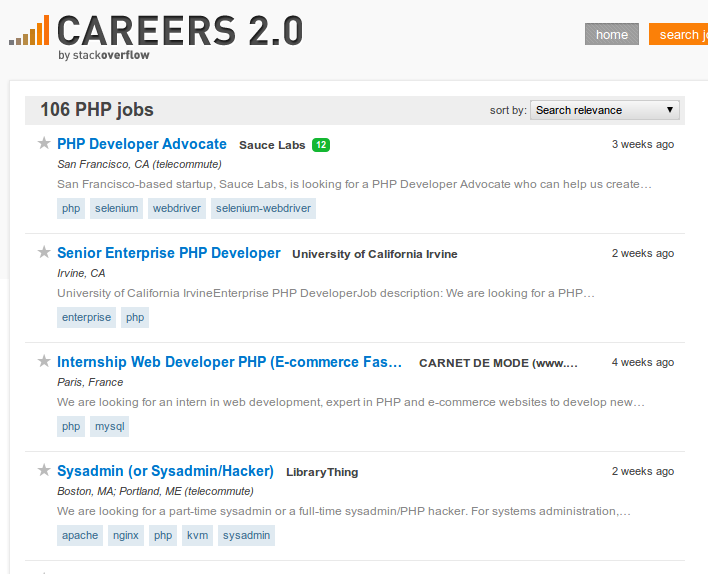 CAREERS 2.0
by stackoverflow
home
search j
106 PHP jobs
sort by: Search relevance
PHP Developer Advocate Sauce Labs 12 3 weeks ago
San Francisco, CA (telecommute)
San Francisco-based startup, Sauce Labs, is looking for a PHP Developer Advocate who can help us create…
php selenium webdriver selenium-webdriver
Senior Enterprise PHP Developer University of California Irvine 2 weeks ago
Irvine, CA
University of California IrvineEnterprise PHP DeveloperJob description: We are looking for a PHP…
enterprise php
Internship Web Developer PHP (E-commerce Fas… CARNET DE MODE (www.… 4 weeks ago
Paris, France
We are looking for an intern in web development, expert in PHP and e-commerce websites to develop new…
php mysql
Sysadmin (or Sysadmin/Hacker) LibraryThing 2 weeks ago
Boston, MA; Portland, ME (telecommute)
We are looking for a part-time sysadmin or a full-time sysadmin/PHP hacker. For systems administration,…
apache nginx php kvm sysadmin